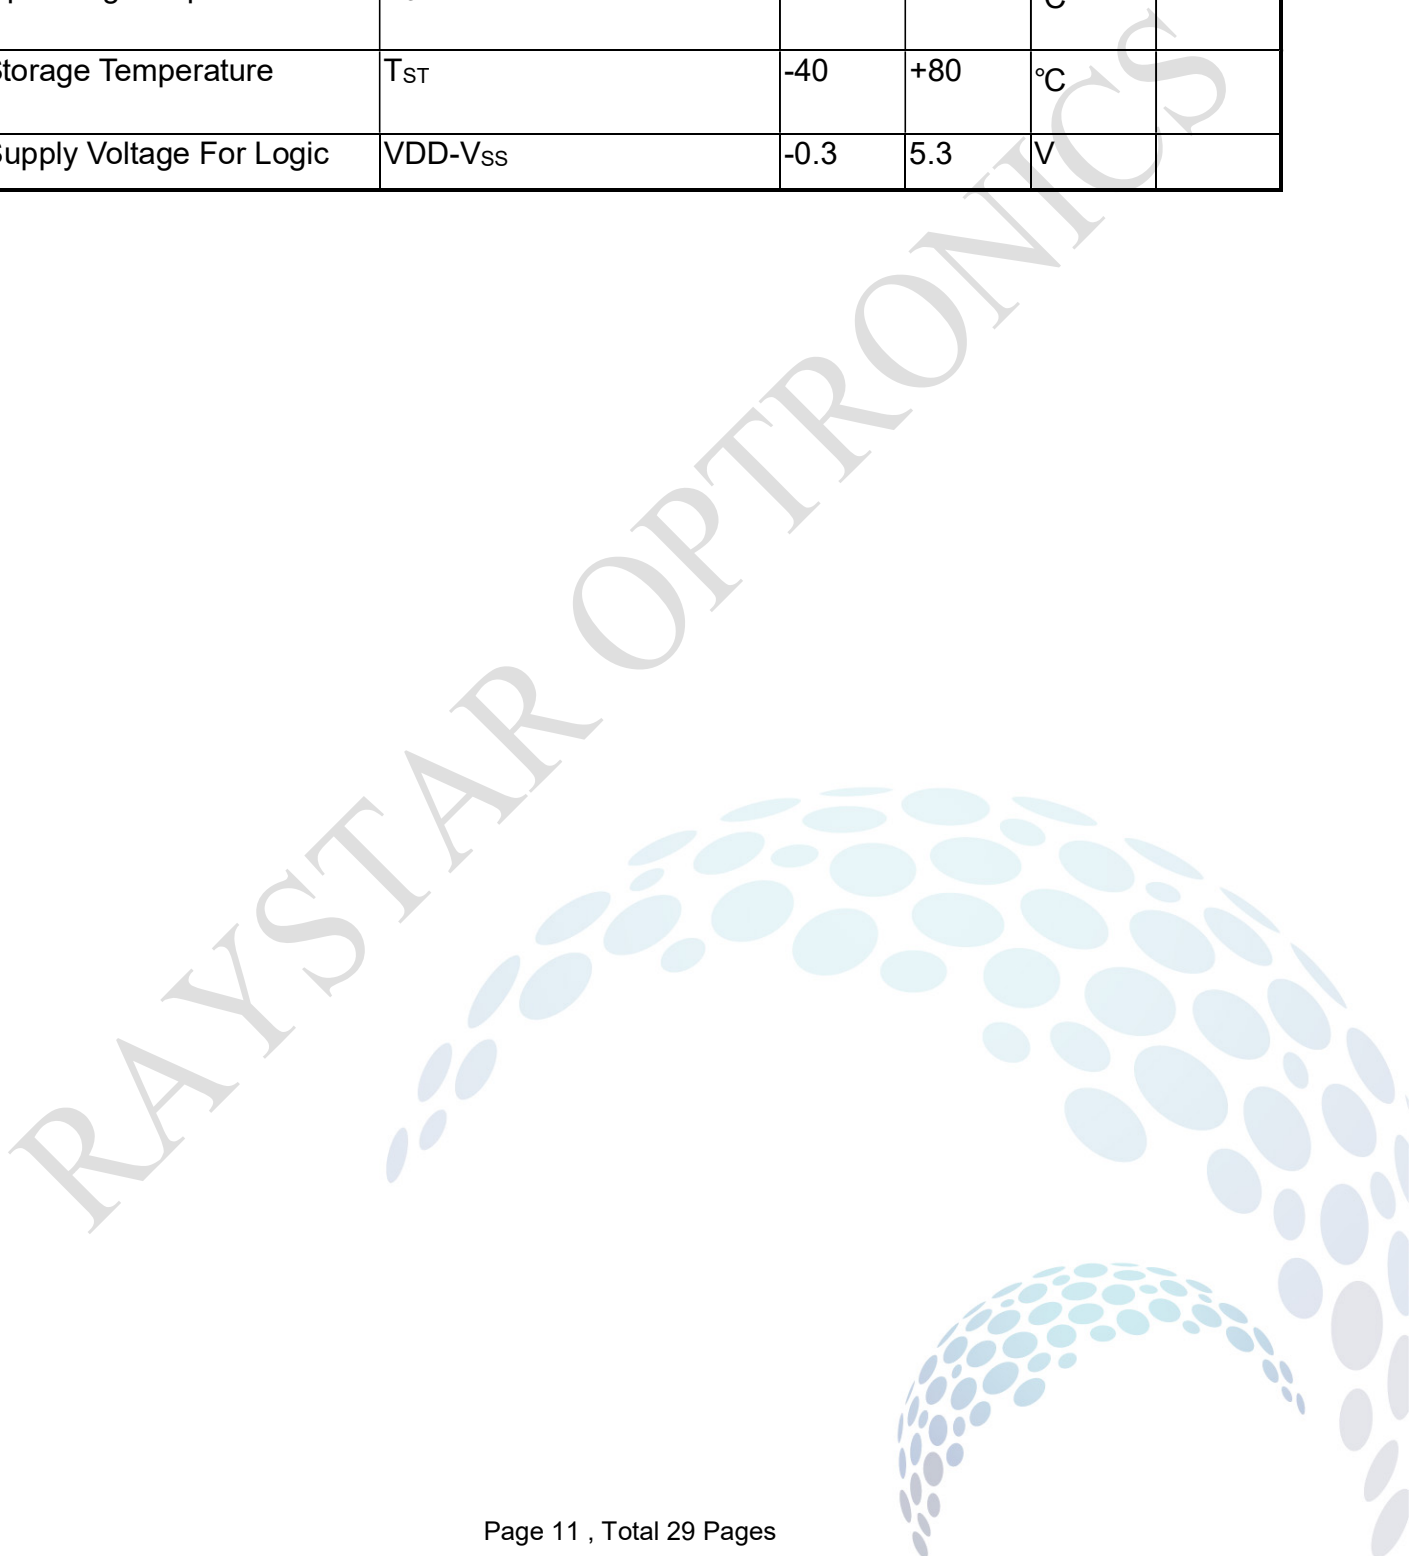 ℃
Storage Temperature TST -40 +80 ℃
Supply Voltage For Logic VDD-VSS -0.3 5.3 V
RAYSTAR OPTRONICS
Page 11 , Total 29 Pages